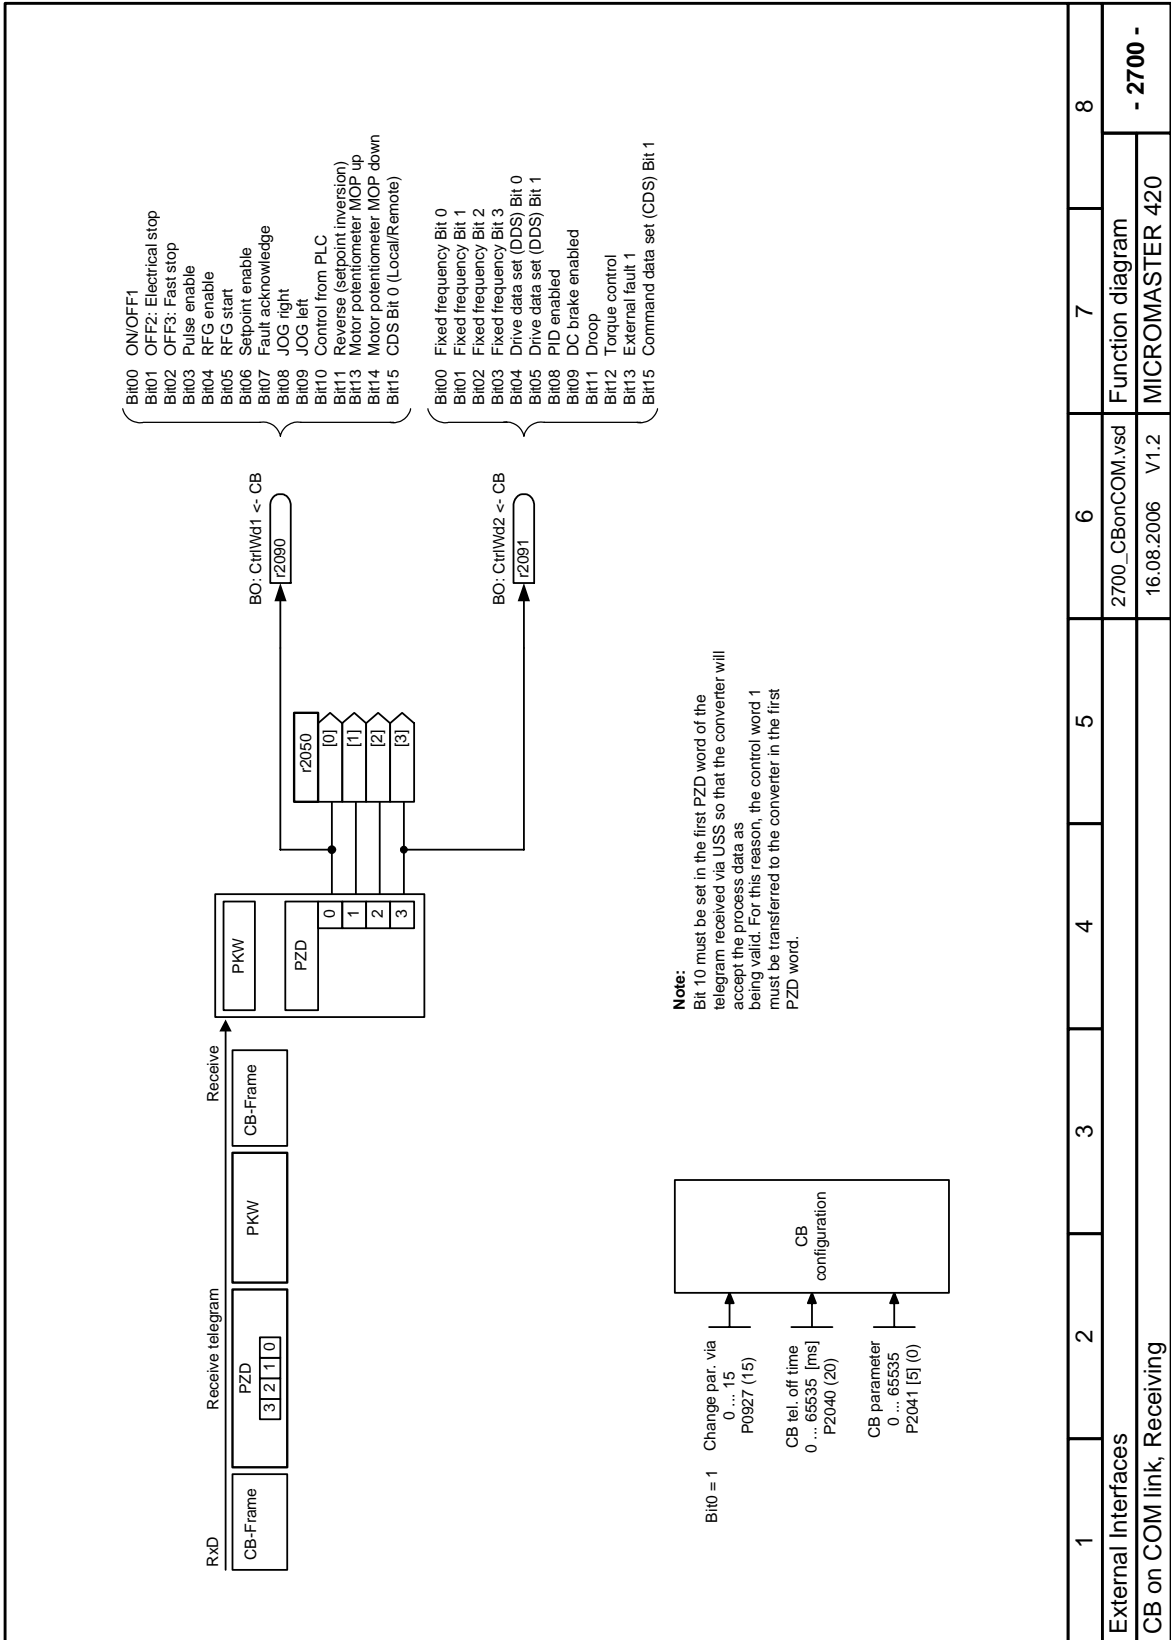 RxD
Receive telegram
Receive
CB-Frame
PZD
3 2 1 0
PKW
CB-Frame
PKW
PZD
0
1
2
3
r2050
[0]
[1]
[2]
[3]
BO: CtrlWd1 <- CB
r2090
Bit00 ON/OFF1
Bit01 OFF2: Electrical stop
Bit02 OFF3: Fast stop
Bit03 Pulse enable
Bit04 RFG enable
Bit05 RFG start
Bit06 Setpoint enable
Bit07 Fault acknowledge
Bit08 JOG right
Bit09 JOG left
Bit10 Control from PLC
Bit11 Reverse (setpoint inversion)
Bit13 Motor potentiometer MOP up
Bit14 Motor potentiometer MOP down
Bit15 CDS Bit 0 (Local/Remote)
BO: CtrlWd2 <- CB
r2091
Bit00 Fixed frequency Bit 0
Bit01 Fixed frequency Bit 1
Bit02 Fixed frequency Bit 2
Bit03 Fixed frequency Bit 3
Bit04 Drive data set (DDS) Bit 0
Bit05 Drive data set (DDS) Bit 1
Bit08 PID enabled
Bit09 DC brake enabled
Bit11 Droop
Bit12 Torque control
Bit13 External fault 1
Bit15 Command data set (CDS) Bit 1
Bit0 = 1
Change par. via
0 ... 15
P0927 (15)
CB tel. off time
0 ... 65535 [ms]
P2040 (20)
CB parameter
0 ... 65535
P2041 [5] (0)
CB
configuration
Note:
Bit 10 must be set in the first PZD word of the
telegram received via USS so that the converter will
accept the process data as
being valid. For this reason, the control word 1
must be transferred to the converter in the first
PZD word.
1 2 3 4 5 6 7 8
External Interfaces
2700_CBonCOM.vsd
Function diagram
- 2700 -
CB on COM link, Receiving
16.08.2006 V1.2
MICROMASTER 420